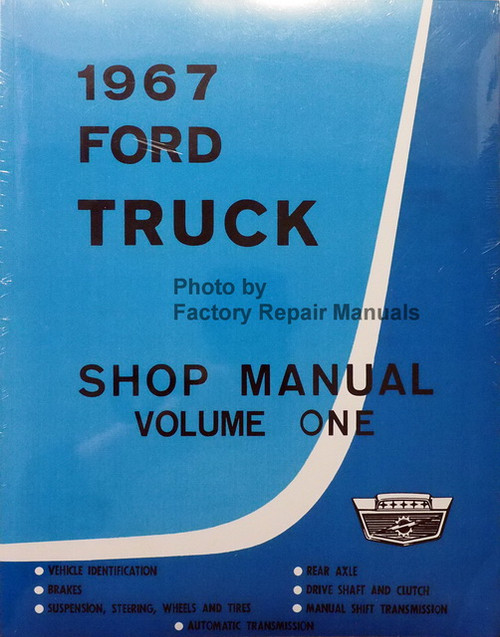 1967
FORD
TRUCK
Photo by
Factory Repair Manuals
SHOP MANUAL
VOLUME ONE
VEHICLE IDENTIFICATION
REAR AXLE
BRAKES
DRIVE SHAFT AND CLUTCH
SUSPENSION, STEERING, WHEELS AND TIRES
MANUAL SHIFT TRANSMISSION
AUTOMATIC TRANSMISSION